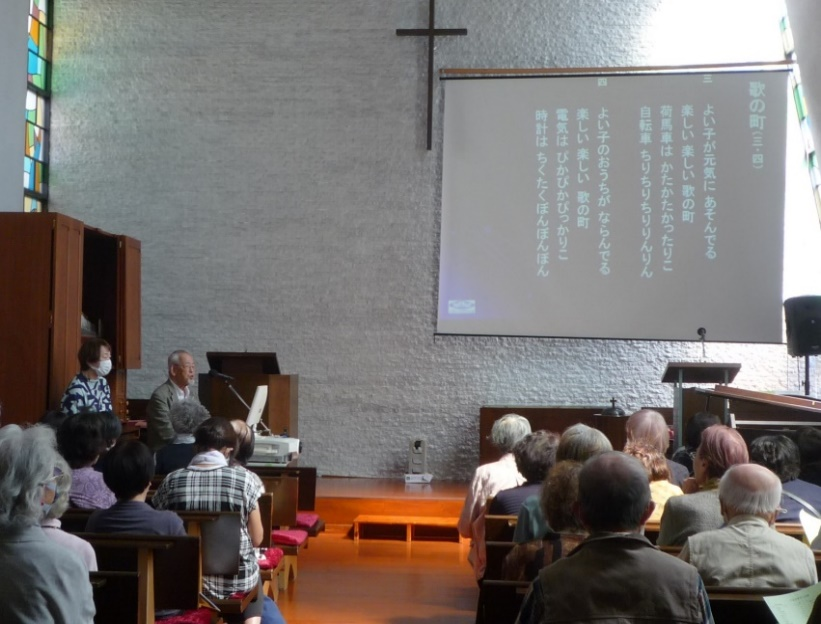 歌の町(三・四)
三
よい子が元気に あそんでる
楽しい 楽しい 歌の町
荷馬車は かたかたかったりこ
自転車 ちりちりちりりんりん
四
よい子のおうちが ならんでる
楽しい 楽しい 歌の町
電気は ぴかぴかぴっかりこ
時計は ちくたくぽんぽんぽん